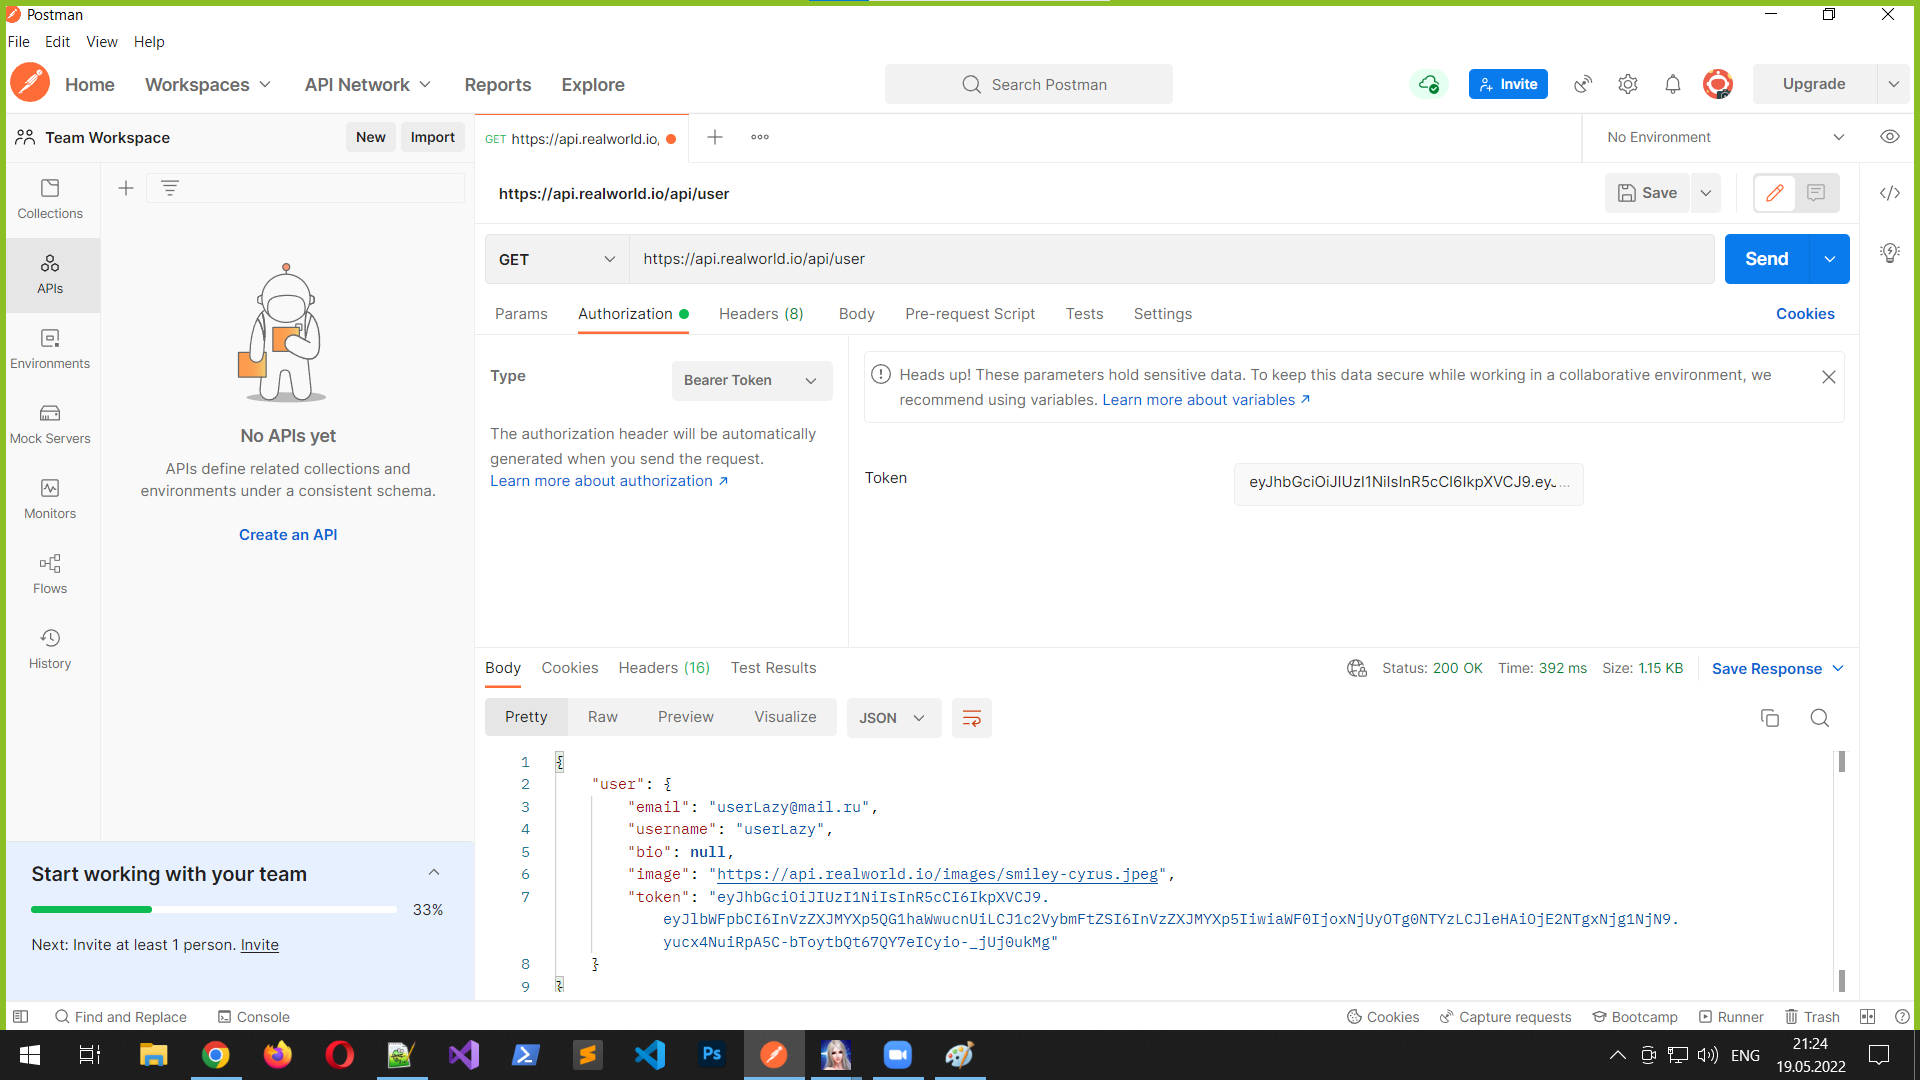 Postman
File Edit View Help
Home Workspaces API Network Reports Explore Search Postman Invite Upgrade
Team Workspace New Import GET https://api.realworld.io, No Environment
https://api.realworld.io/api/user Save
GET https://api.realworld.io/api/user Send
Params Authorization Headers (8) Body Pre-request Script Tests Settings Cookies
Collections
APIs
Environments
Mock Servers
Monitors
Flows
History
No APIs yet
APIs define related collections and
environments under a consistent schema.
Create an API
Type Bearer Token
The authorization header will be automatically
generated when you send the request.
Learn more about authorization ↗
Heads up! These parameters hold sensitive data. To keep this data secure while working in a collaborative environment, we
recommend using variables. Learn more about variables ↗
Token eyJhbGciOiJIUzI1NiIsInR5cCI6IkpXVCJ9.eyJ...
Body Cookies Headers (16) Test Results Status: 200 OK Time: 392 ms Size: 1.15 KB Save Response
Pretty Raw Preview Visualize JSON
1 {
2 "user": {
3 "email": "userLazy@mail.ru",
4 "username": "userLazy",
5 "bio": null,
6 "image": "https://api.realworld.io/images/smiley-cyrus.jpeg",
7 "token": "eyJhbGciOiJIUzI1NiIsInR5cCI6IkpXVCJ9.
eyJlbWFpbCI6InVzZXJMYXp5QG1haWwucnUiLCJ1c2VybmFtZSI6InVzZXJMYXp5IiwiaWF0IjoxNjUyOTg0NTYzLCJleHAiOjE2NTgxNjg1NjN9.
yucx4NuiRpA5C-bToytbQt67QY7eICyio-_jUj0ukMg"
8 }
9 }
Start working with your team
33%
Next: Invite at least 1 person. Invite
Find and Replace Console Cookies Capture requests Bootcamp Runner Trash
Ps ENG
21:24
19.05.2022